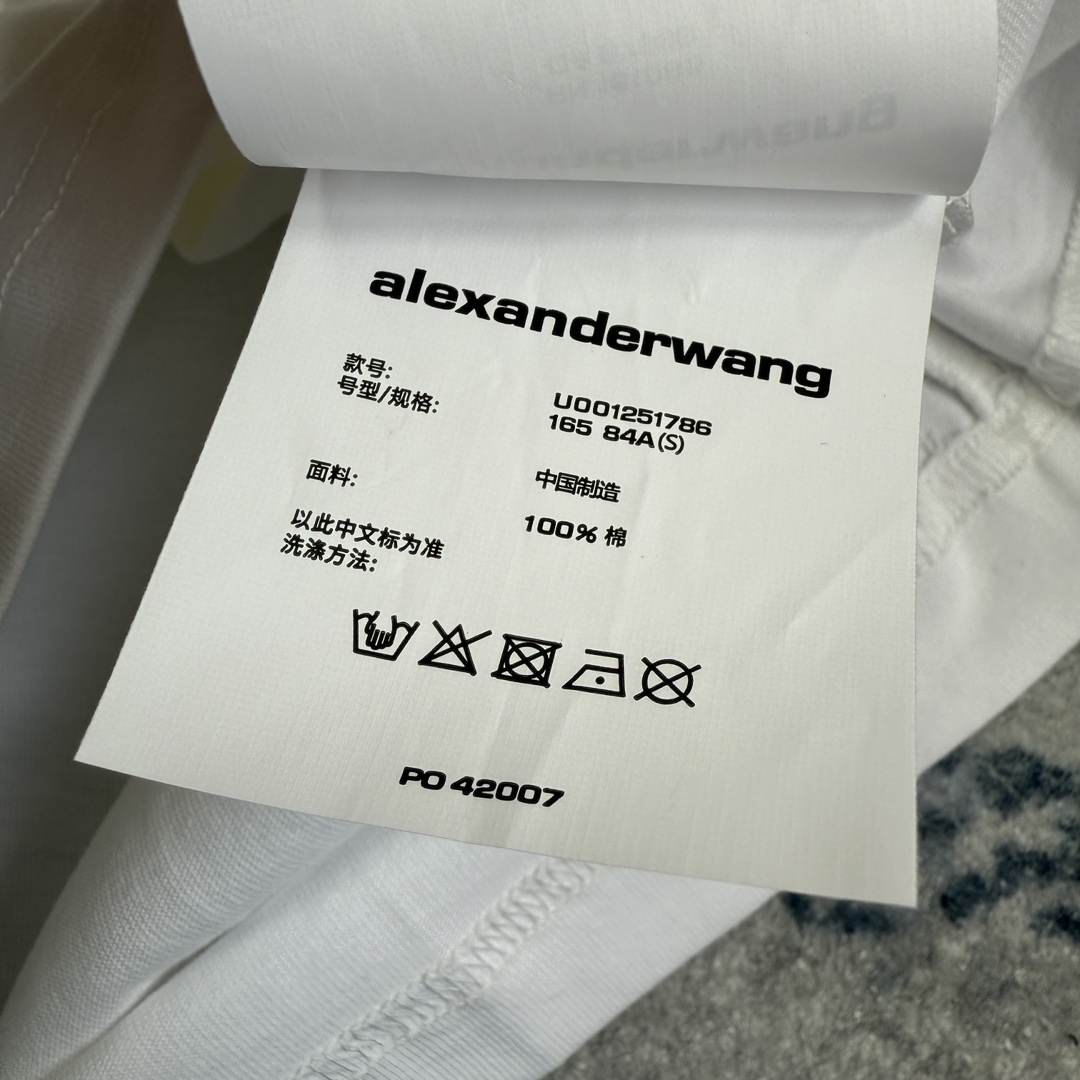 alexanderwang
款号:
号型/规格:
U001251786
165 84A(S)
面料:
中国制造
100% 棉
以此中文标为准
洗涤方法:
PO 42007